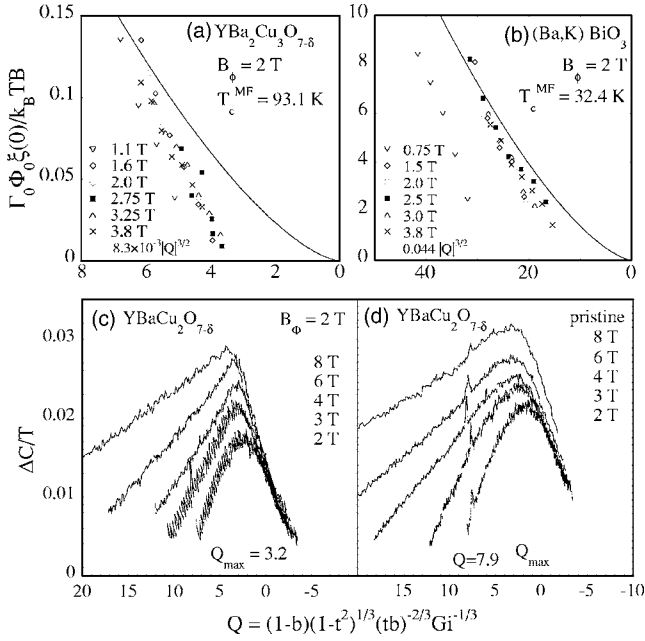 (a) YBa2Cu3O7-δ
BΦ = 2 T
Tc^MF = 93.1 K
0.15
0.1
0.05
0
Γ0Φ0ξ(0)/kBTB
1.1 T
1.6 T
2.0 T
2.75 T
3.25 T
3.8 T
8.3×10^-3|Q|^3/2
8 6 4 2 0
(b) (Ba,K) BiO3
Bϕ = 2 T
Tc^MF = 32.4 K
10
8
6
4
2
0
0.75 T
1.5 T
2.0 T
2.5 T
3.0 T
3.8 T
0.044 |Q|^3/2
40 20 0
(c) YBaCu2O7-δ BΦ = 2 T
8 T
6 T
4 T
3 T
2 T
Qmax = 3.2
0.03
0.02
0.01
0
ΔC/T
20 15 10 5 0 -5
(d) YBaCu2O7-δ pristine
8 T
6 T
4 T
3 T
2 T
Q=7.9 Qmax
15 10 5 0 -5 -10
Q = (1-b)(1-t^2)^1/3(tb)^-2/3Gi^-1/3